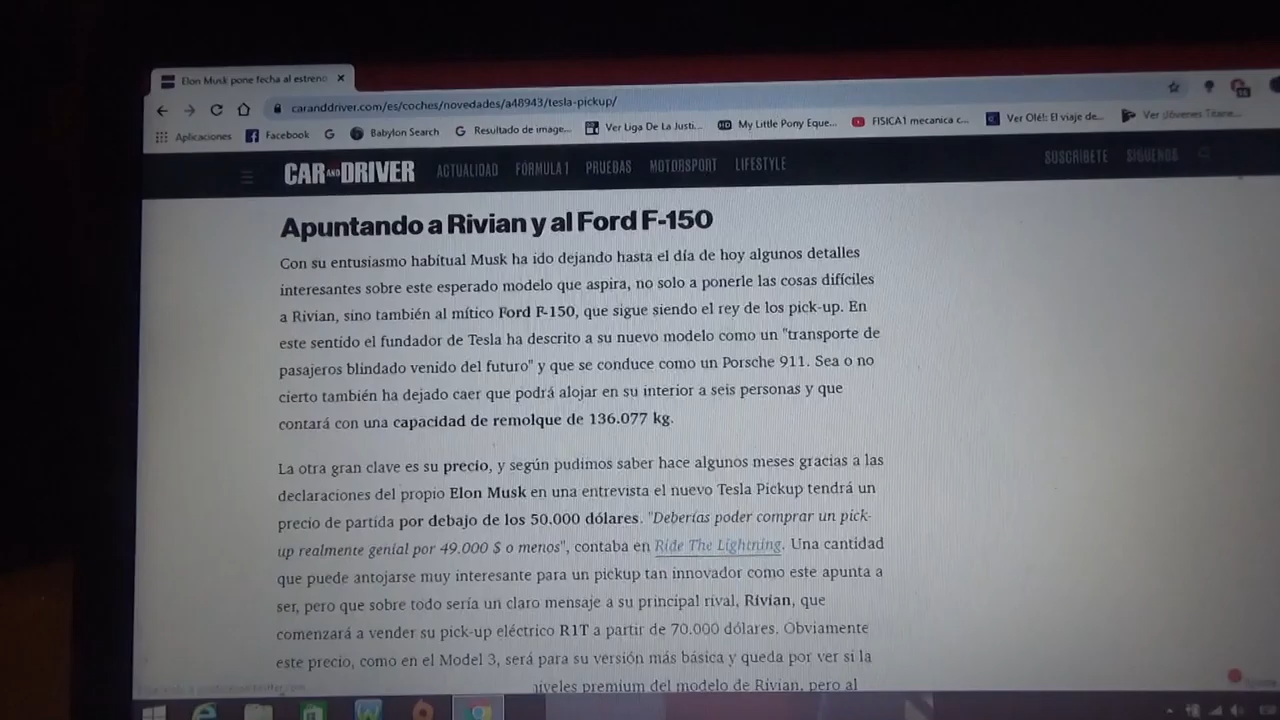 Elon Musk pone fecha al estreno
caranddriver.com/es/coches/novedades/a48943/tesla-pickup/
Aplicaciones Facebook Babylon Search Resultado de image... Ver Liga De La Justi... My Little Pony Eque... FISICA1 mecanica c... Ver Olé!: El viaje de... Ver Jóvenes Titane...
CAR AND DRIVER ACTUALIDAD FÓRMULA 1 PRUEBAS MOTORSPORT LIFESTYLE SUSCRÍBETE SÍGUENOS
Apuntando a Rivian y al Ford F-150
Con su entusiasmo habitual Musk ha ido dejando hasta el día de hoy algunos detalles
interesantes sobre este esperado modelo que aspira, no solo a ponerle las cosas difíciles
a Rivian, sino también al mítico Ford F-150, que sigue siendo el rey de los pick-up. En
este sentido el fundador de Tesla ha descrito a su nuevo modelo como un "transporte de
pasajeros blindado venido del futuro" y que se conduce como un Porsche 911. Sea o no
cierto también ha dejado caer que podrá alojar en su interior a seis personas y que
contará con una capacidad de remolque de 136.077 kg.
La otra gran clave es su precio, y según pudimos saber hace algunos meses gracias a las
declaraciones del propio Elon Musk en una entrevista el nuevo Tesla Pickup tendrá un
precio de partida por debajo de los 50.000 dólares. "Deberías poder comprar un pick-
up realmente genial por 49.000 $ o menos", contaba en Ride The Lightning. Una cantidad
que puede antojarse muy interesante para un pickup tan innovador como este apunta a
ser, pero que sobre todo sería un claro mensaje a su principal rival, Rivian, que
comenzará a vender su pick-up eléctrico R1T a partir de 70.000 dólares. Obviamente
este precio, como en el Model 3, será para su versión más básica y queda por ver si la
niveles premium del modelo de Rivian, pero al